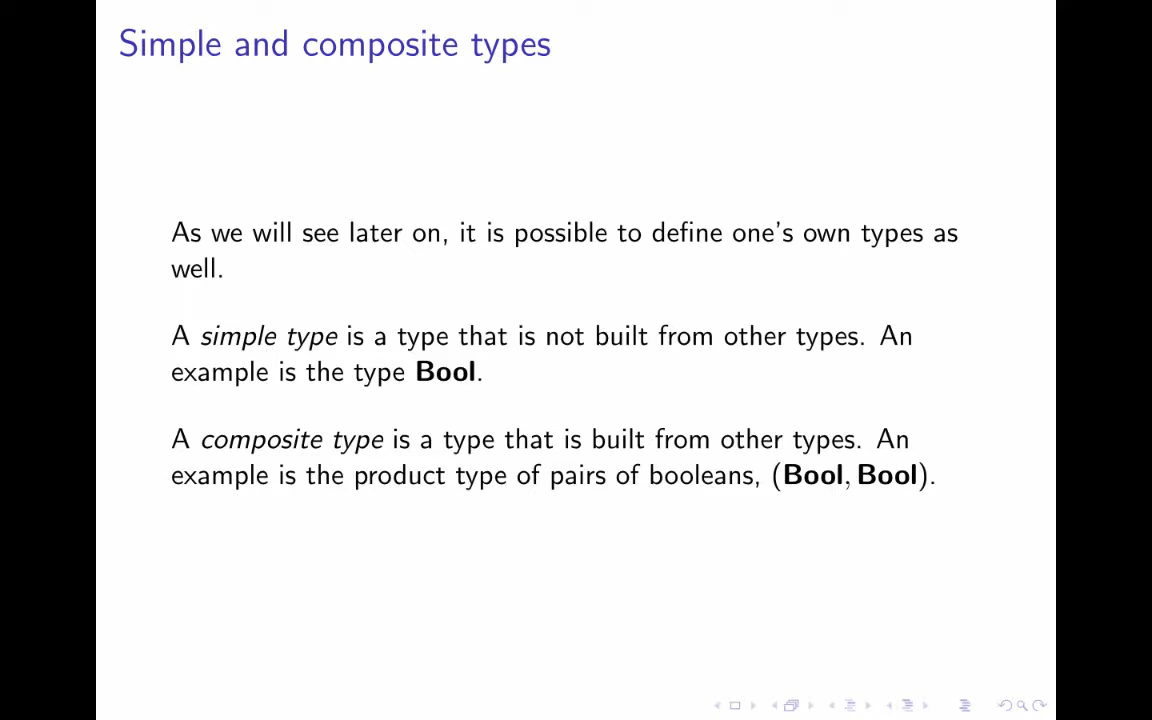 Simple and composite types
As we will see later on, it is possible to define one's own types as
well.
A simple type is a type that is not built from other types. An
example is the type Bool.
A composite type is a type that is built from other types. An
example is the product type of pairs of booleans, (Bool, Bool).